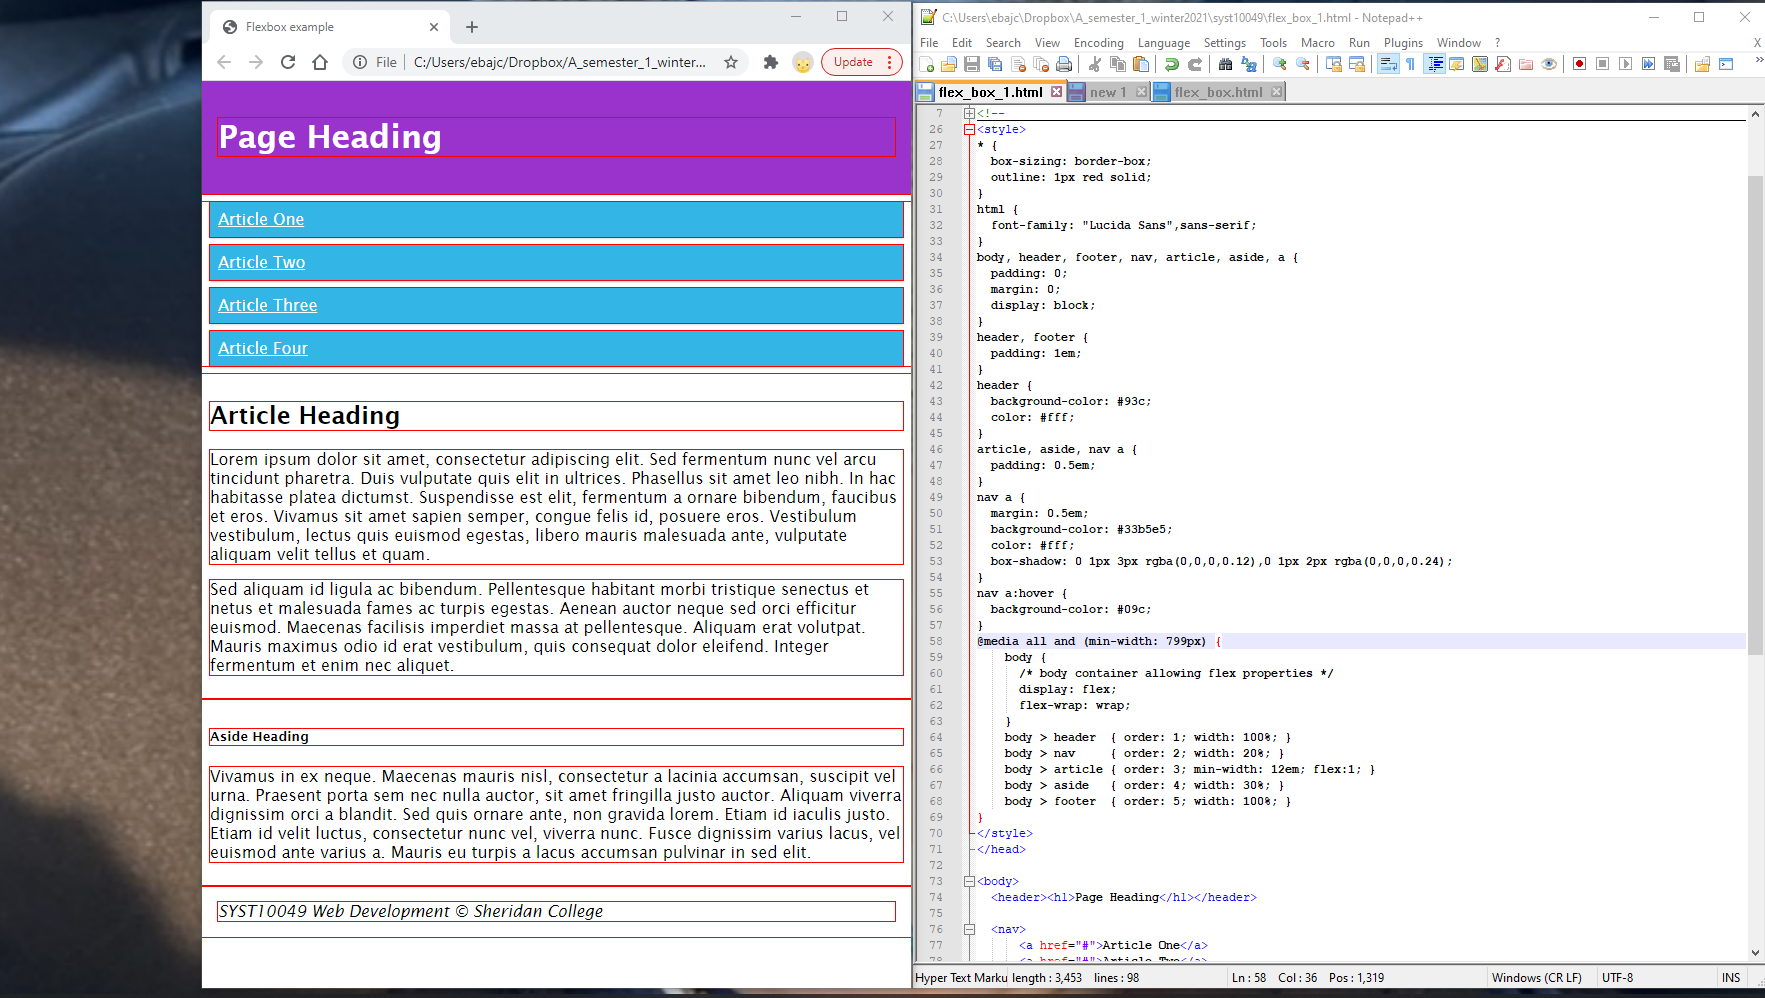 Flexbox example
File
C:/Users/ebajc/Dropbox/A_semester_1_winter...
Update
Page Heading
Article One
Article Two
Article Three
Article Four
Article Heading
Lorem ipsum dolor sit amet, consectetur adipiscing elit. Sed fermentum nunc vel arcu
tincidunt pharetra. Duis vulputate quis elit in ultrices. Phasellus sit amet leo nibh. In hac
habitasse platea dictumst. Suspendisse est elit, fermentum a ornare bibendum, faucibus
et eros. Vivamus sit amet sapien semper, congue felis id, posuere eros. Vestibulum
vestibulum, lectus quis euismod egestas, libero mauris malesuada ante, vulputate
aliquam velit tellus et quam.
Sed aliquam id ligula ac bibendum. Pellentesque habitant morbi tristique senectus et
netus et malesuada fames ac turpis egestas. Aenean auctor neque sed orci efficitur
euismod. Maecenas facilisis imperdiet massa at pellentesque. Aliquam erat volutpat.
Mauris maximus odio id erat vestibulum, quis consequat dolor eleifend. Integer
fermentum et enim nec aliquet.
Aside Heading
Vivamus in ex neque. Maecenas mauris nisl, consectetur a lacinia accumsan, suscipit vel
urna. Praesent porta sem nec nulla auctor, sit amet fringilla justo auctor. Aliquam viverra
dignissim orci a blandit. Sed quis ornare ante, non gravida lorem. Etiam id iaculis justo.
Etiam id velit luctus, consectetur nunc vel, viverra nunc. Fusce dignissim varius lacus, vel
euismod ante varius a. Mauris eu turpis a lacus accumsan pulvinar in sed elit.
SYST10049 Web Development © Sheridan College
C:\Users\ebajc\Dropbox\A_semester_1_winter2021\syst10049\flex_box_1.html - Notepad++
File Edit Search View Encoding Language Settings Tools Macro Run Plugins Window ? X
flex_box_1.html new 1 flex_box.html
7 <!--
26 <style>
27 * {
28 box-sizing: border-box;
29 outline: 1px red solid;
30 }
31 html {
32 font-family: "Lucida Sans",sans-serif;
33 }
34 body, header, footer, nav, article, aside, a {
35 padding: 0;
36 margin: 0;
37 display: block;
38 }
39 header, footer {
40 padding: 1em;
41 }
42 header {
43 background-color: #93c;
44 color: #fff;
45 }
46 article, aside, nav a {
47 padding: 0.5em;
48 }
49 nav a {
50 margin: 0.5em;
51 background-color: #33b5e5;
52 color: #fff;
53 box-shadow: 0 1px 3px rgba(0,0,0,0.12),0 1px 2px rgba(0,0,0,0.24);
54 }
55 nav a:hover {
56 background-color: #09c;
57 }
58 @media all and (min-width: 799px) {
59 body {
60 /* body container allowing flex properties */
61 display: flex;
62 flex-wrap: wrap;
63 }
64 body > header { order: 1; width: 100%; }
65 body > nav { order: 2; width: 20%; }
66 body > article { order: 3; min-width: 12em; flex:1; }
67 body > aside { order: 4; width: 30%; }
68 body > footer { order: 5; width: 100%; }
69 }
70 </style>
71 </head>
72
73 <body>
74 <header><h1>Page Heading</h1></header>
75
76 <nav>
77 <a href="#">Article One</a>
78 <a href="#">Article Two</a>
Hyper Text Marku length : 3,453 lines : 98 Ln : 58 Col : 36 Pos : 1,319 Windows (CR LF) UTF-8 INS